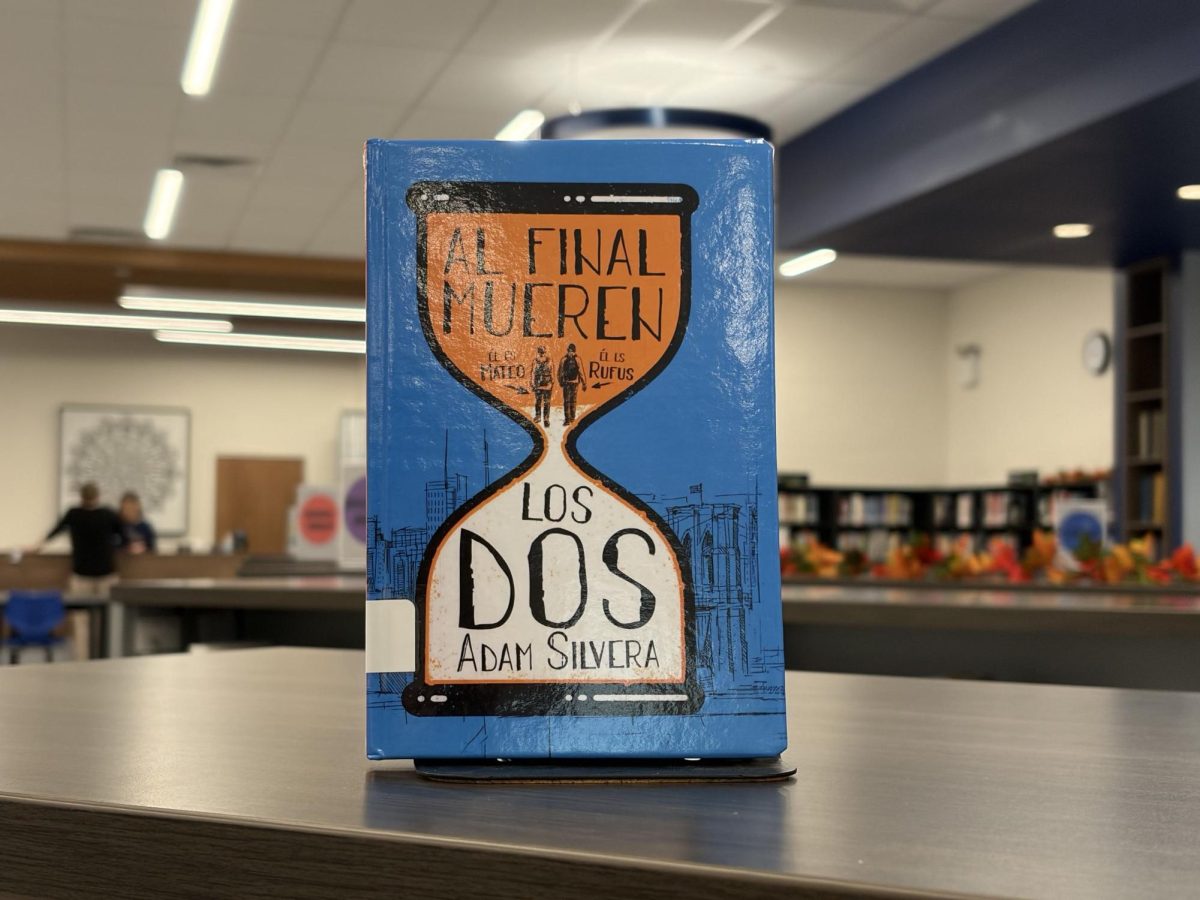 AL FINAL
MUEREN
ÉL ES
MATEO
ÉL ES
RUFUS
LOS
DOS
ADAM SILVERA